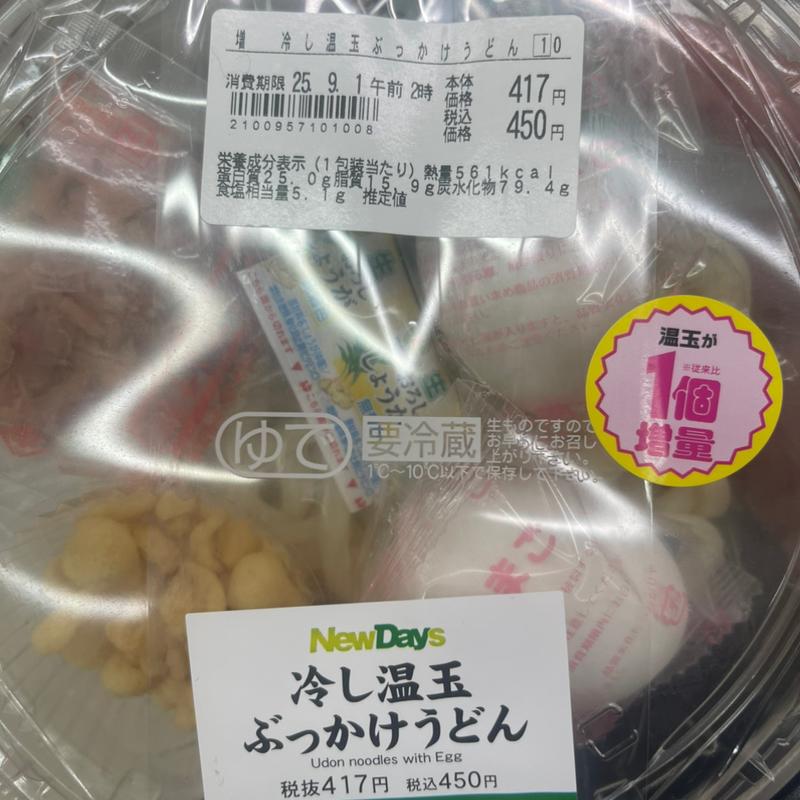 増 冷し温玉ぶっかけうどん 10
消費期限 25. 9. 1 午前 2時
本体価格 417円
税込価格 450円
2100957101008
栄養成分表示(1包装当たり)熱量561kcal
蛋白質25.0g脂質15.9g炭水化物79.4g
食塩相当量5.1g 推定値
生
おろし
しょうが
温玉が
※従来比
1個
増量
ゆで 要冷蔵
生ものですので
お早めにお召し
上がり下さい。
1℃~10℃以下で保存して下さい。
NewDays
冷し温玉
ぶっかけうどん
Udon noodles with Egg
税抜417円 税込450円